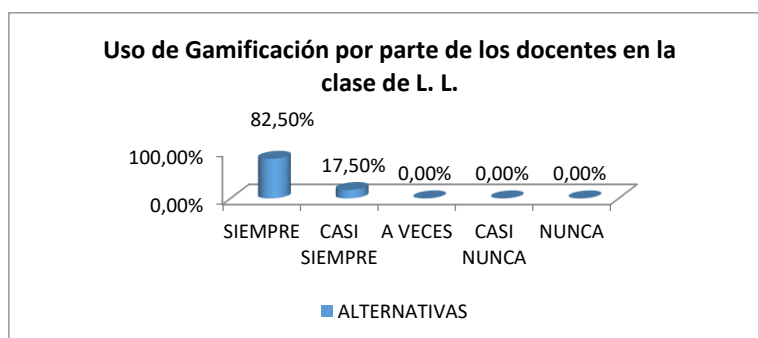 Uso de Gamificación por parte de los docentes en la
clase de L. L.
82,50%
17,50%
0,00%
0,00%
0,00%
100,00%
0,00%
SIEMPRE
CASI
SIEMPRE
A VECES
CASI
NUNCA
NUNCA
ALTERNATIVAS